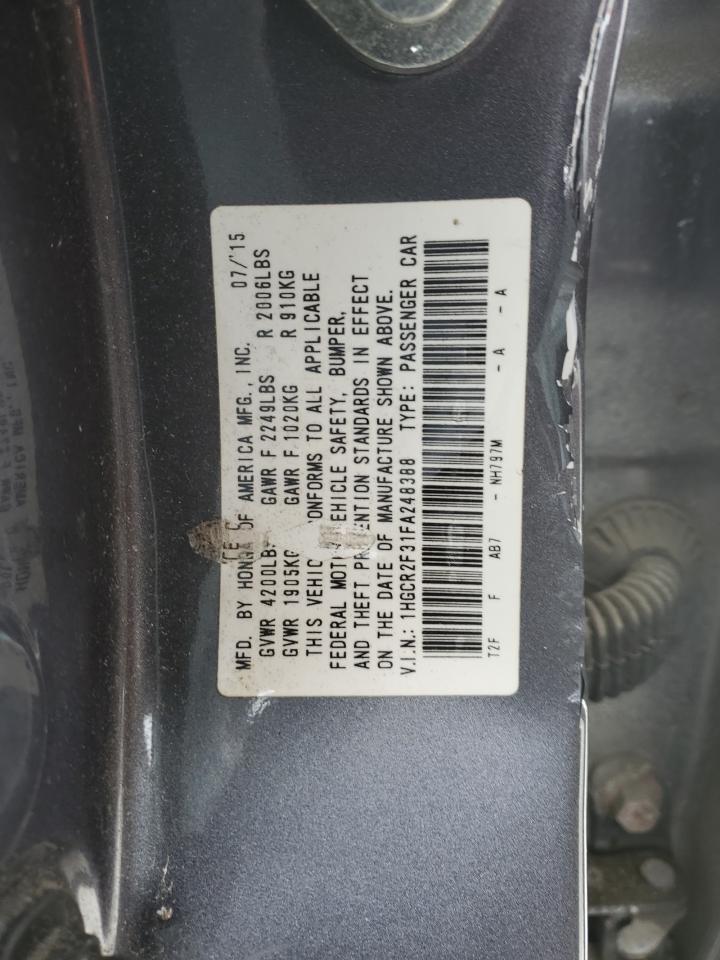 MFD. BY HONDA OF AMERICA MFG., INC. 07/'15
GVWR 4200LBS GAWR F 2249LBS R 2006LBS
GVWR 1905KG GAWR F 1020KG R 910KG
THIS VEHICLE CONFORMS TO ALL APPLICABLE
FEDERAL MOTOR VEHICLE SAFETY, BUMPER,
AND THEFT PREVENTION STANDARDS IN EFFECT
ON THE DATE OF MANUFACTURE SHOWN ABOVE.
V.I.N.: 1HGCR2F31FA248388 TYPE: PASSENGER CAR
T2F F AB7 - NH797M - A - A